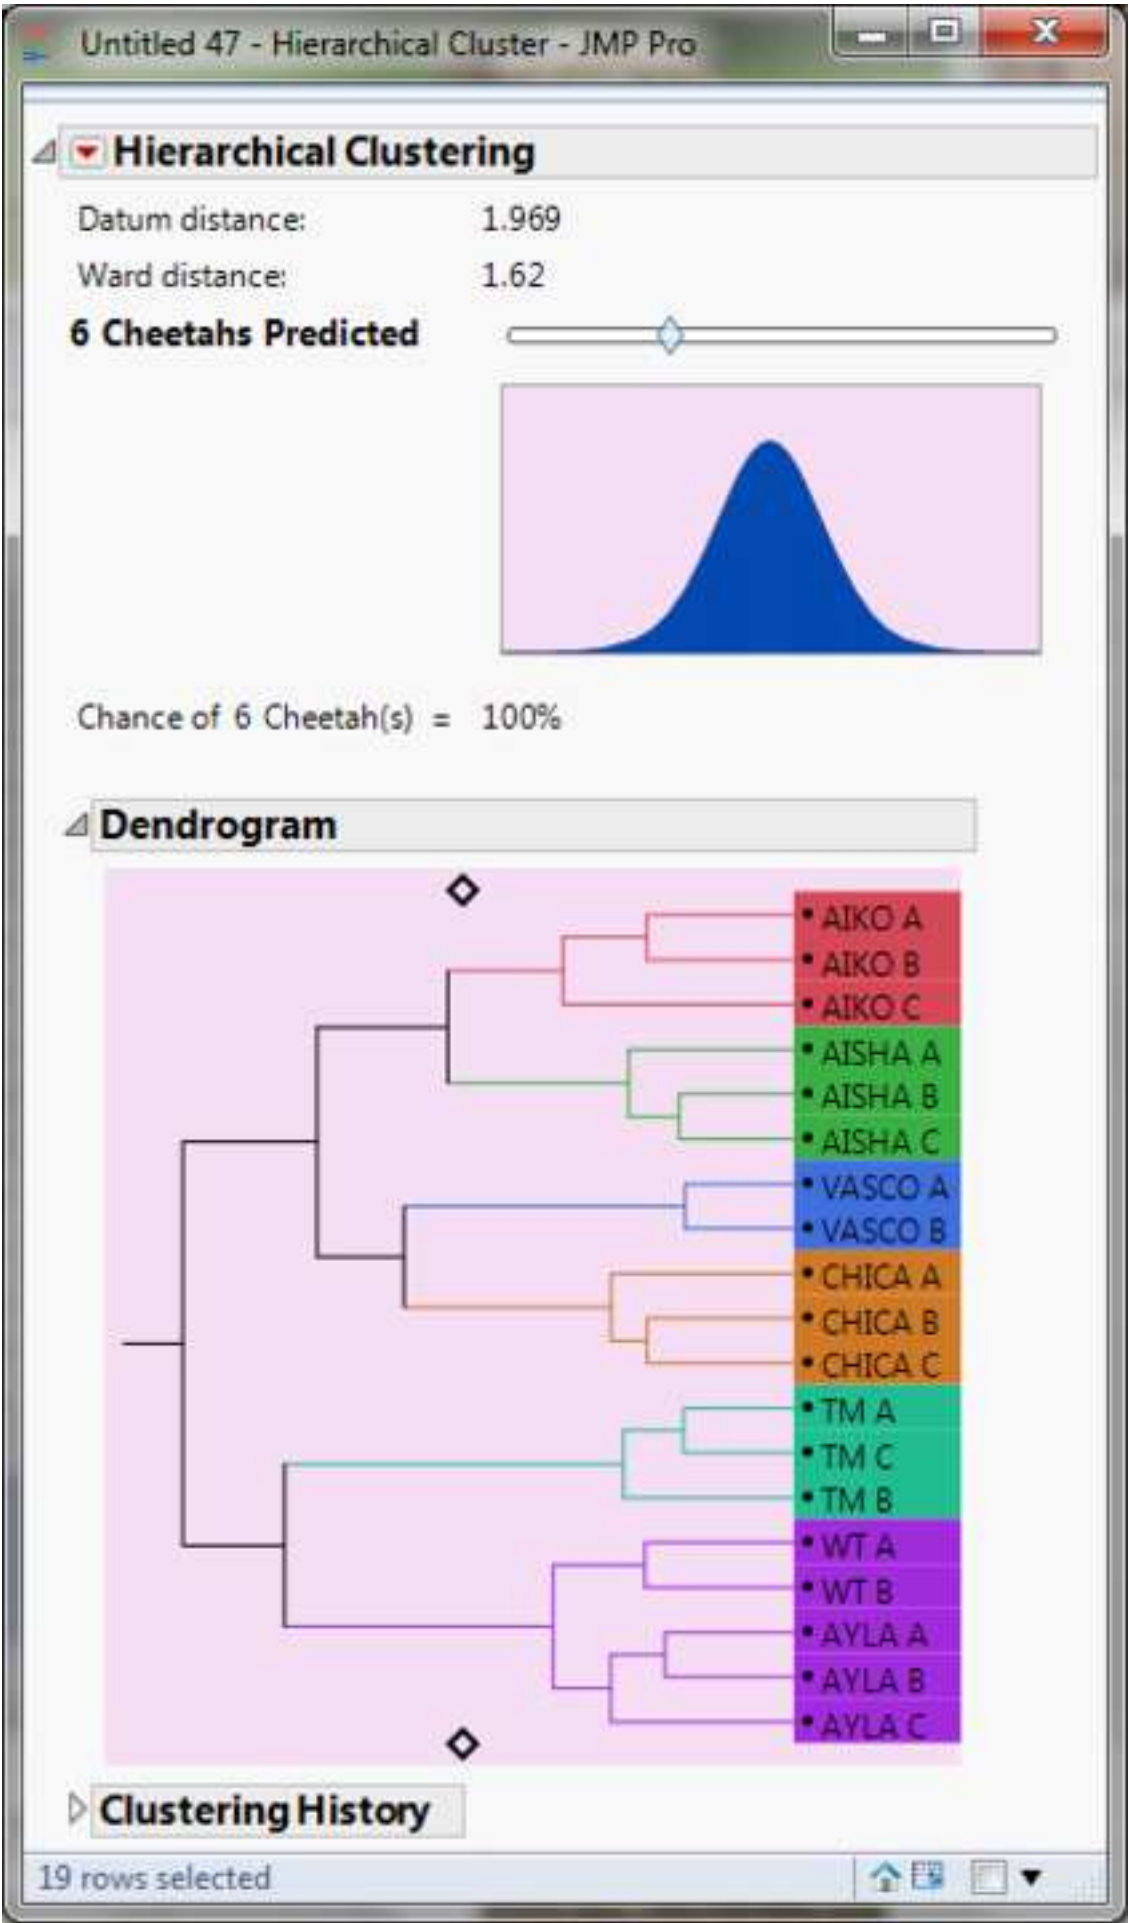 Untitled 47 - Hierarchical Cluster - JMP Pro
Hierarchical Clustering
Datum distance: 1.969
Ward distance: 1.62
6 Cheetahs Predicted
Chance of 6 Cheetah(s) = 100%
Dendrogram
AIKO A
AIKO B
AIKO C
AISHA A
AISHA B
AISHA C
VASCO A
VASCO B
CHICA A
CHICA B
CHICA C
TM A
TM C
TM B
WT A
WT B
AYLA A
AYLA B
AYLA C
Clustering History
19 rows selected